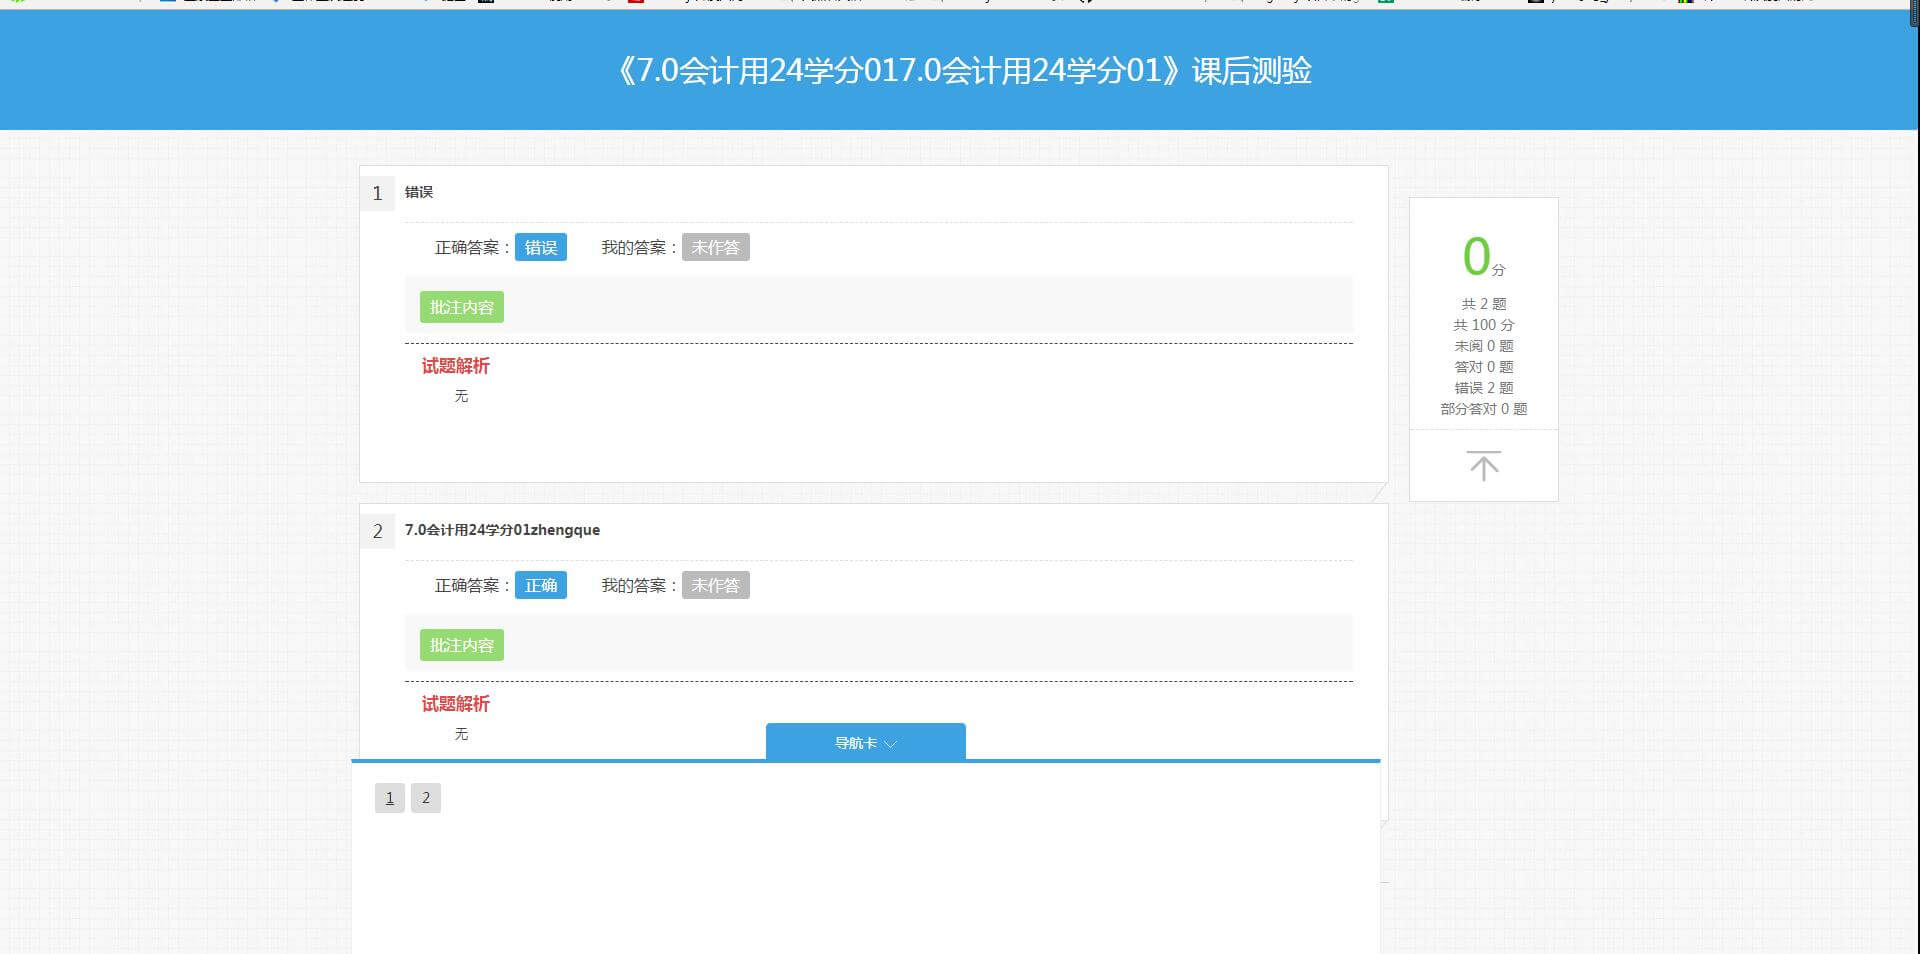 《7.0会计用24学分017.0会计用24学分01》课后测验
1 错误
正确答案：错误 我的答案：未作答
批注内容
试题解析
无
2 7.0会计用24学分01zhengque
正确答案：正确 我的答案：未作答
批注内容
试题解析
无
0分
共 2 题
共 100 分
未阅 0 题
答对 0 题
错误 2 题
部分答对 0 题
导航卡
1 2